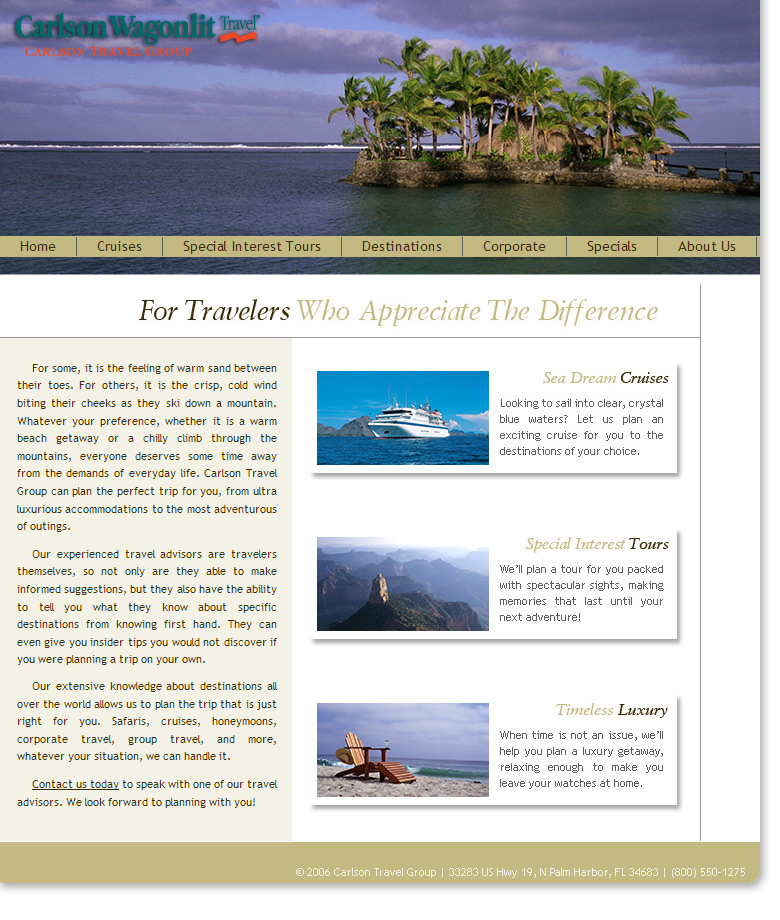 Carlson Wagonlit Travel
CARLSON TRAVEL GROUP
Home
Cruises
Special Interest Tours
Destinations
Corporate
Specials
About Us
For Travelers Who Appreciate The Difference
For some, it is the feeling of warm sand between
their toes. For others, it is the crisp, cold wind
biting their cheeks as they ski down a mountain.
Whatever your preference, whether it is a warm
beach getaway or a chilly climb through the
mountains, everyone deserves some time away
from the demands of everyday life. Carlson Travel
Group can plan the perfect trip for you, from ultra
luxurious accommodations to the most adventurous
of outings.
Our experienced travel advisors are travelers
themselves, so not only are they able to make
informed suggestions, but they also have the ability
to tell you what they know about specific
destinations from knowing first hand. They can
even give you insider tips you would not discover if
you were planning a trip on your own.
Our extensive knowledge about destinations all
over the world allows us to plan the trip that is just
right for you. Safaris, cruises, honeymoons,
corporate travel, group travel, and more,
whatever your situation, we can handle it.
Contact us today to speak with one of our travel
advisors. We look forward to planning with you!
Sea Dream Cruises
Looking to sail into clear, crystal
blue waters? Let us plan an
exciting cruise for you to the
destinations of your choice.
Special Interest Tours
We'll plan a tour for you packed
with spectacular sights, making
memories that last until your
next adventure!
Timeless Luxury
When time is not an issue, we'll
help you plan a luxury getaway,
relaxing enough to make you
leave your watches at home.
© 2006 Carlson Travel Group | 33283 US Hwy 19, N Palm Harbor, FL 34683 | (800) 550-1275